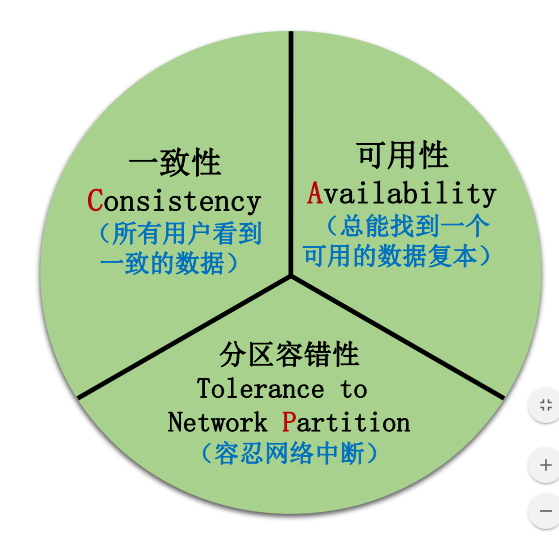 一致性
Consistency
（所有用户看到
一致的数据）
可用性
Availability
（总能找到一个
可用的数据复本）
分区容错性
Tolerance to
Network Partition
（容忍网络中断）